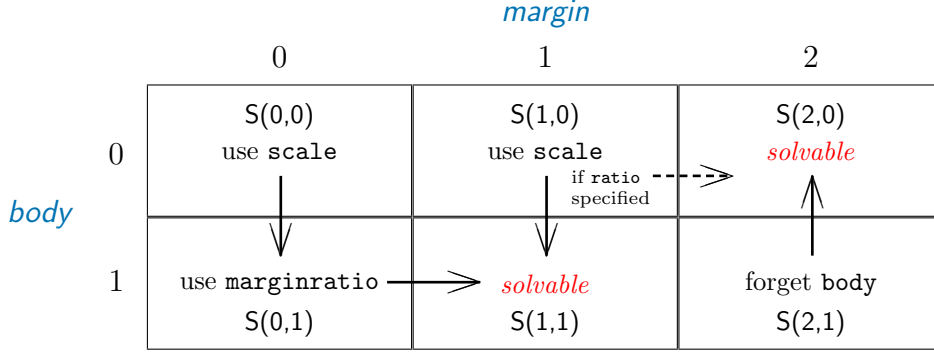 margin
0 1 2
S(0,0) S(1,0) S(2,0)
0 use scale use scale solvable
if ratio
specified
body
1 use marginratio solvable forget body
S(0,1) S(1,1) S(2,1)